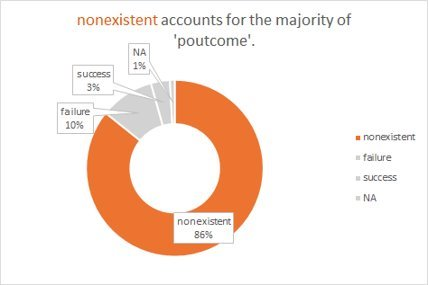 nonexistent accounts for the majority of
'poutcome'.
NA
1%
success
3%
failure
10%
nonexistent
86%
nonexistent
failure
success
NA